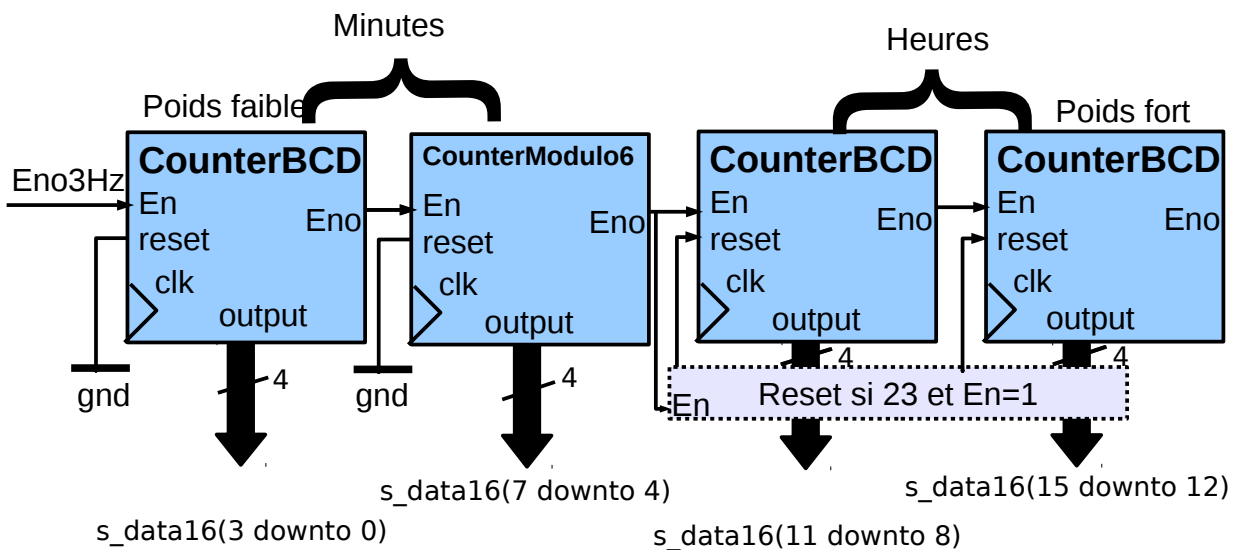 Minutes
Heures
Poids faible
Poids fort
CounterBCD
CounterModulo6
CounterBCD
CounterBCD
Eno3Hz
En
Eno
reset
clk
output
En
Eno
reset
clk
output
En
Eno
reset
clk
output
En
Eno
reset
clk
output
4
4
4
4
gnd
gnd
En
Reset si 23 et En=1
s_data16(7 downto 4)
s_data16(15 downto 12)
s_data16(3 downto 0)
s_data16(11 downto 8)